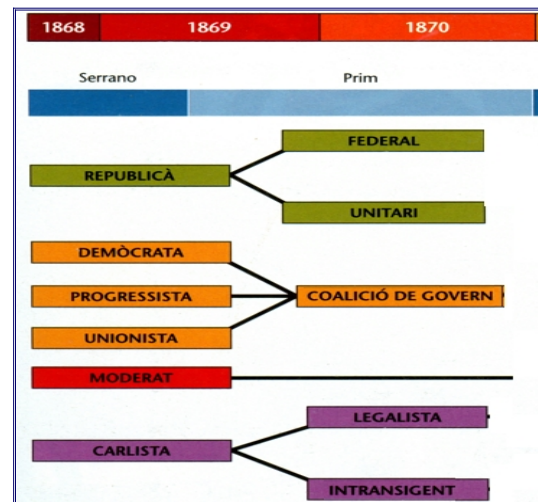 1868 1869 1870
Serrano Prim
FEDERAL
REPUBLICÀ
UNITARI
DEMÒCRATA
PROGRESSISTA COALICIÓ DE GOVERN
UNIONISTA
MODERAT
LEGALISTA
CARLISTA
INTRANSIGENT